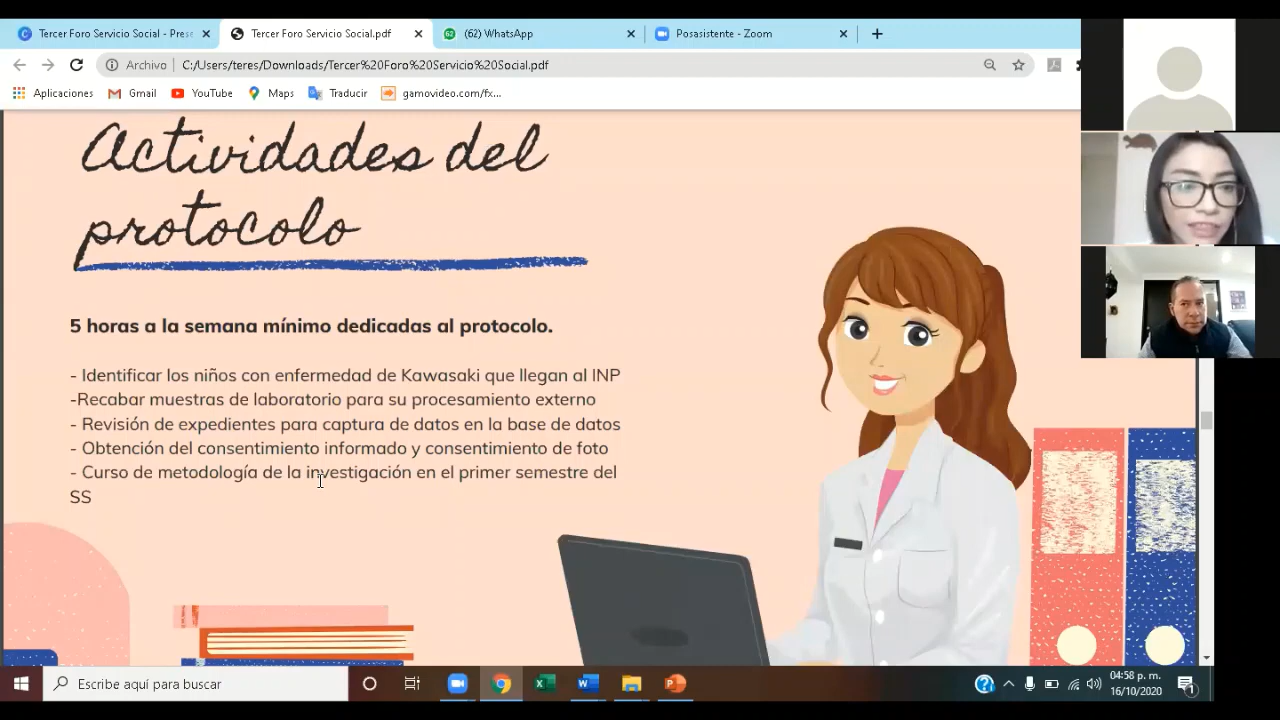 Tercer Foro Servicio Social - Prese
Tercer Foro Servicio Social.pdf
(62) WhatsApp
Posasistente - Zoom
Archivo
C:/Users/teres/Downloads/Tercer%20Foro%20Servicio%20Social.pdf
Aplicaciones
Gmail
YouTube
Maps
Traducir
gamovideo.com/fx...
Actividades del
protocolo
5 horas a la semana mínimo dedicadas al protocolo.
- Identificar los niños con enfermedad de Kawasaki que llegan al INP
-Recabar muestras de laboratorio para su procesamiento externo
- Revisión de expedientes para captura de datos en la base de datos
- Obtención del consentimiento informado y consentimiento de foto
- Curso de metodología de la investigación en el primer semestre del
SS
Escribe aquí para buscar
04:58 p. m.
16/10/2020
1